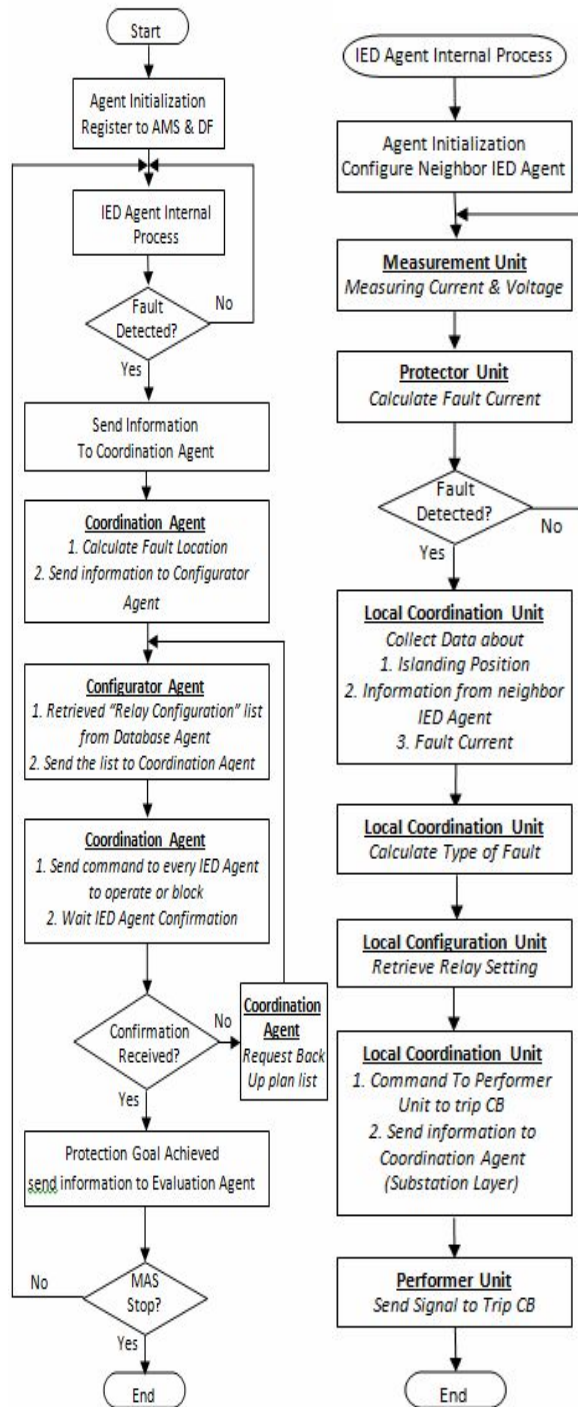 Start
Agent Initialization
Register to AMS & DF
IED Agent Internal
Process
Fault
Detected?
No
Yes
Send Information
To Coordination Agent
Coordination Agent
1. Calculate Fault Location
2. Send information to Configurator
Agent
Configurator Agent
1. Retrieved "Relay Configuration" list
from Database Agent
2. Send the list to Coordination Agent
Coordination Agent
1. Send command to every IED Agent
to operate or block
2. Wait IED Agent Confirmation
Confirmation
Received?
No
Coordination
Agent
Request Back
Up plan list
Yes
Protection Goal Achieved
send information to Evaluation Agent
MAS
Stop?
No
Yes
End
IED Agent Internal Process
Agent Initialization
Configure Neighbor IED Agent
Measurement Unit
Measuring Current & Voltage
Protector Unit
Calculate Fault Current
Fault
Detected?
No
Yes
Local Coordination Unit
Collect Data about
1. Islanding Position
2. Information from neighbor
IED Agent
3. Fault Current
Local Coordination Unit
Calculate Type of Fault
Local Configuration Unit
Retrieve Relay Setting
Local Coordination Unit
1. Command To Performer
Unit to trip CB
2. Send information to
Coordination Agent
(Substation Layer)
Performer Unit
Send Signal to Trip CB
End